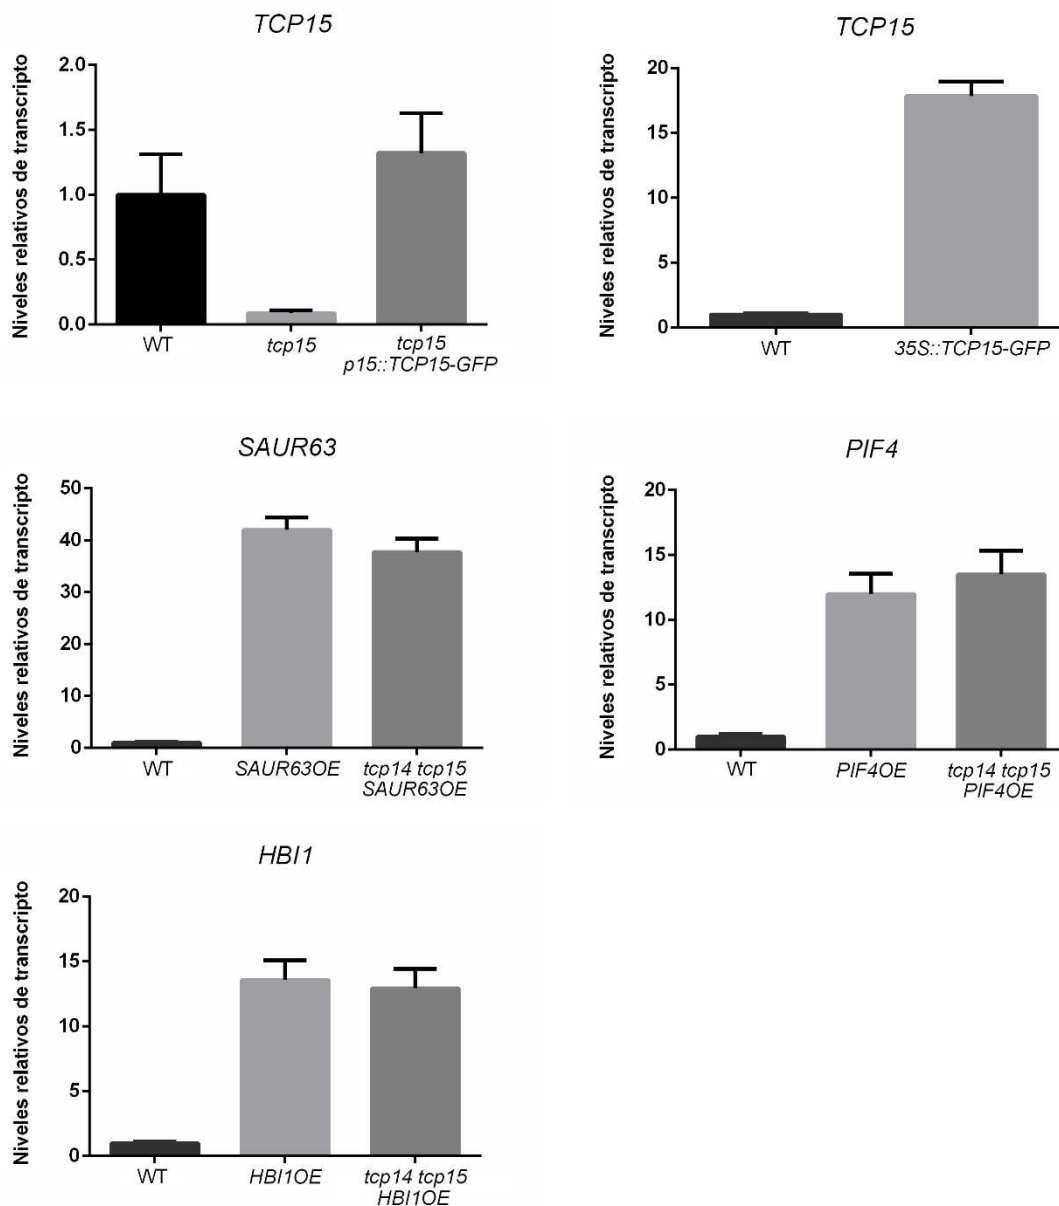 TCP15
Niveles relativos de transcripto
2.0
1.5
1.0
0.5
0.0
WT
tcp15
tcp15
p15::TCP15-GFP
TCP15
Niveles relativos de transcripto
20
15
10
5
0
WT
35S::TCP15-GFP
SAUR63
Niveles relativos de transcripto
50
40
30
20
10
0
WT
SAUR63OE
tcp14 tcp15
SAUR63OE
PIF4
Niveles relativos de transcripto
20
15
10
5
0
WT
PIF4OE
tcp14 tcp15
PIF4OE
HBI1
Niveles relativos de transcripto
20
15
10
5
0
WT
HBI1OE
tcp14 tcp15
HBI1OE